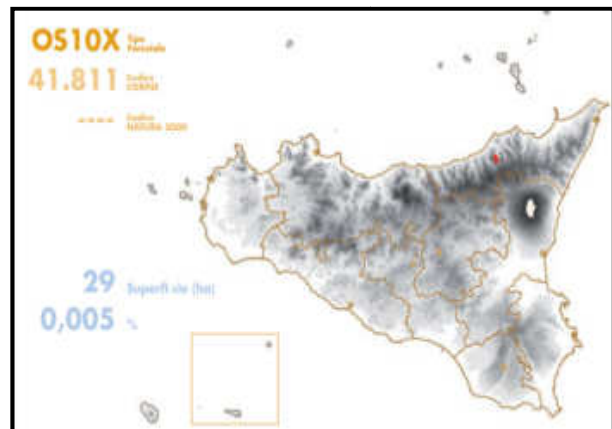 OS10X Tipo
Forestale
41.811 Codice
CORINE
---- Codice
NATURA 2000
29 Superficie (ha)
0,005 %